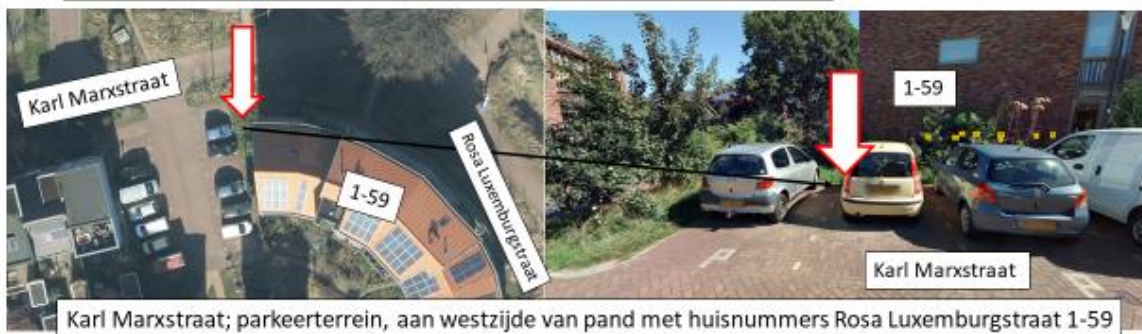 Karl Marxstraat
1-59
Rosa Luxemburgstraat
1-59
Karl Marxstraat
Karl Marxstraat; parkeerterrein, aan westzijde van pand met huisnummers Rosa Luxemburgstraat 1-59